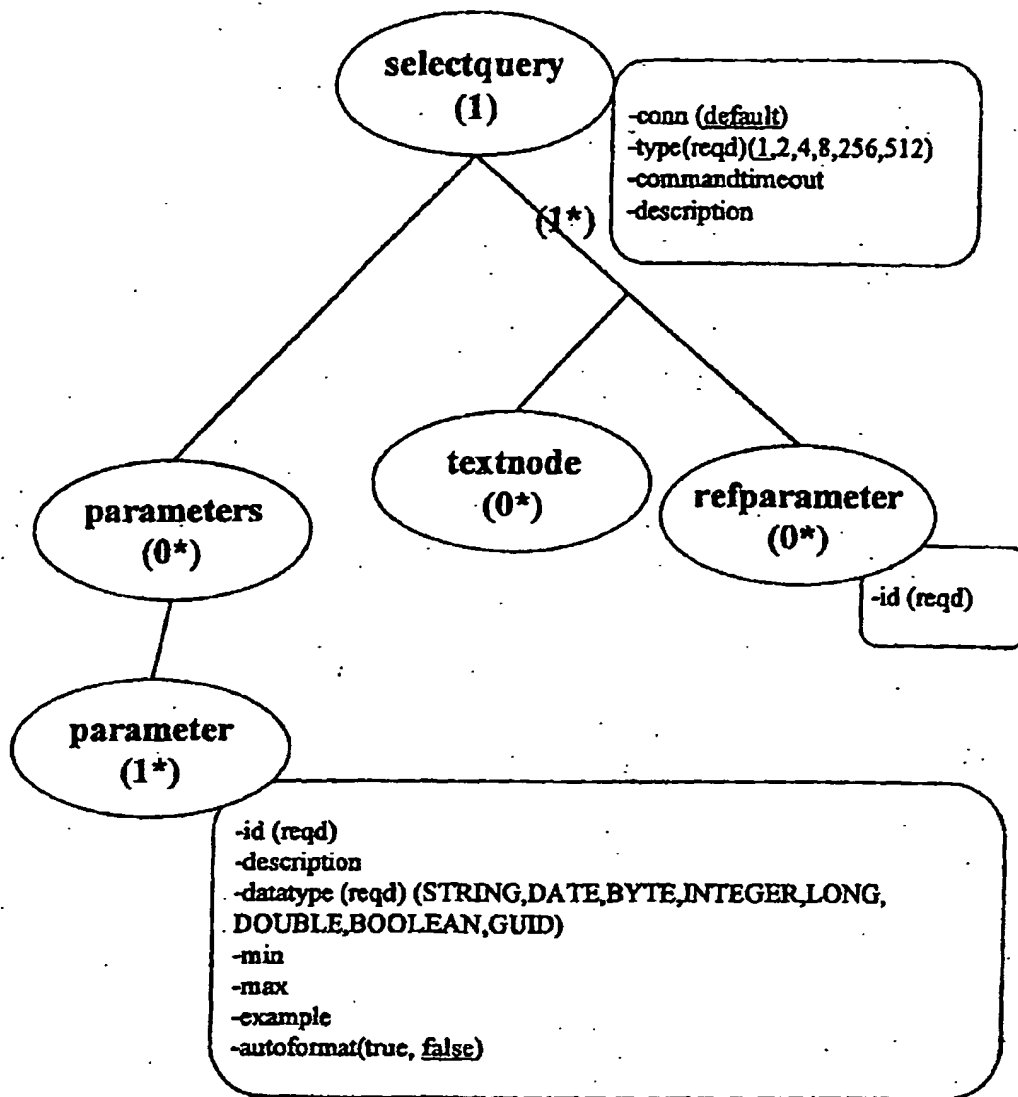 selectquery
(1)
-conn (default)
-type(reqd)(1,2,4,8,256,512)
-commandtimeout
-description
(1*)
textnode
(0*)
refparameter
(0*)
parameters
(0*)
-id (reqd)
parameter
(1*)
-id (reqd)
-description
-datatype (reqd) (STRING,DATE,BYTE,INTEGER,LONG,
DOUBLE,BOOLEAN,GUID)
-min
-max
-example
-autoformat(true, false)